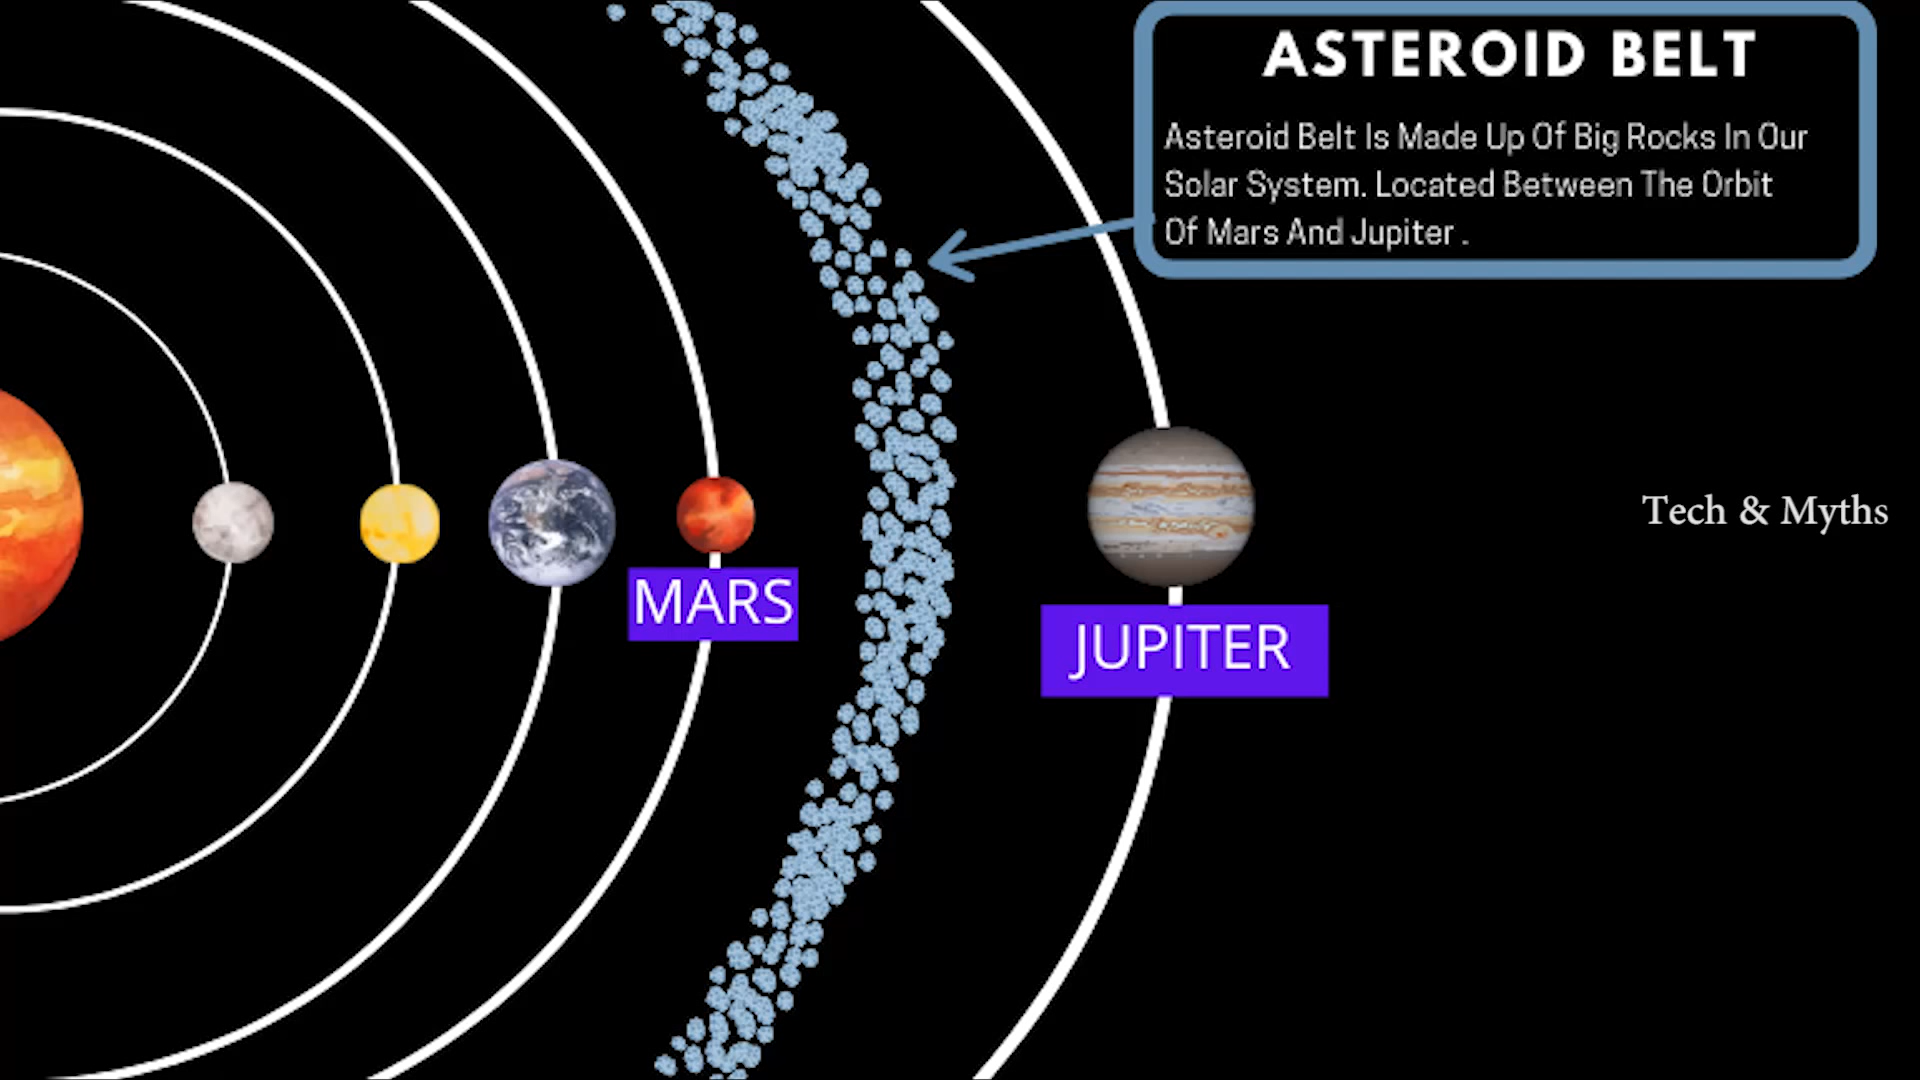 ASTEROID BELT
Asteroid Belt Is Made Up Of Big Rocks In Our
Solar System. Located Between The Orbit
Of Mars And Jupiter .
Tech & Myths
MARS
JUPITER